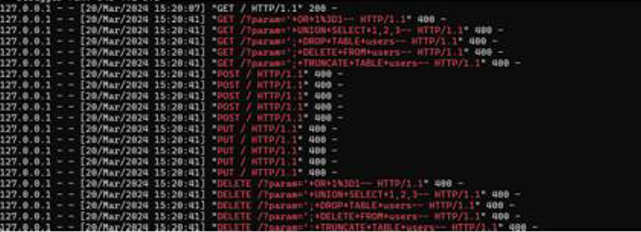 127.0.0.1 - - [20/Mar/2024 15:20:07] "GET / HTTP/1.1" 200 -
127.0.0.1 - - [20/Mar/2024 15:20:41] "GET /?param='+OR+1%3D1-- HTTP/1.1" 400 -
127.0.0.1 - - [20/Mar/2024 15:20:41] "GET /?param='+UNION+SELECT+1,2,3-- HTTP/1.1" 400 -
127.0.0.1 - - [20/Mar/2024 15:20:41] "GET /?param=';+DROP+TABLE+users-- HTTP/1.1" 400 -
127.0.0.1 - - [20/Mar/2024 15:20:41] "GET /?param=';+DELETE+FROM+users-- HTTP/1.1" 400 -
127.0.0.1 - - [20/Mar/2024 15:20:41] "GET /?param=';+TRUNCATE+TABLE+users-- HTTP/1.1" 400 -
127.0.0.1 - - [20/Mar/2024 15:20:41] "POST / HTTP/1.1" 400 -
127.0.0.1 - - [20/Mar/2024 15:20:41] "POST / HTTP/1.1" 400 -
127.0.0.1 - - [20/Mar/2024 15:20:41] "POST / HTTP/1.1" 400 -
127.0.0.1 - - [20/Mar/2024 15:20:41] "POST / HTTP/1.1" 400 -
127.0.0.1 - - [20/Mar/2024 15:20:41] "POST / HTTP/1.1" 400 -
127.0.0.1 - - [20/Mar/2024 15:20:41] "PUT / HTTP/1.1" 400 -
127.0.0.1 - - [20/Mar/2024 15:20:41] "PUT / HTTP/1.1" 400 -
127.0.0.1 - - [20/Mar/2024 15:20:41] "PUT / HTTP/1.1" 400 -
127.0.0.1 - - [20/Mar/2024 15:20:41] "PUT / HTTP/1.1" 400 -
127.0.0.1 - - [20/Mar/2024 15:20:41] "PUT / HTTP/1.1" 400 -
127.0.0.1 - - [20/Mar/2024 15:20:41] "DELETE /?param='+OR+1%3D1-- HTTP/1.1" 400 -
127.0.0.1 - - [20/Mar/2024 15:20:41] "DELETE /?param='+UNION+SELECT+1,2,3-- HTTP/1.1" 400 -
127.0.0.1 - - [20/Mar/2024 15:20:41] "DELETE /?param=';+DROP+TABLE+users-- HTTP/1.1" 400 -
127.0.0.1 - - [20/Mar/2024 15:20:41] "DELETE /?param=';+DELETE+FROM+users-- HTTP/1.1" 400 -
127.0.0.1 - - [20/Mar/2024 15:20:41] "DELETE /?param=';+TRUNCATE+TABLE+users-- HTTP/1.1" 400 -